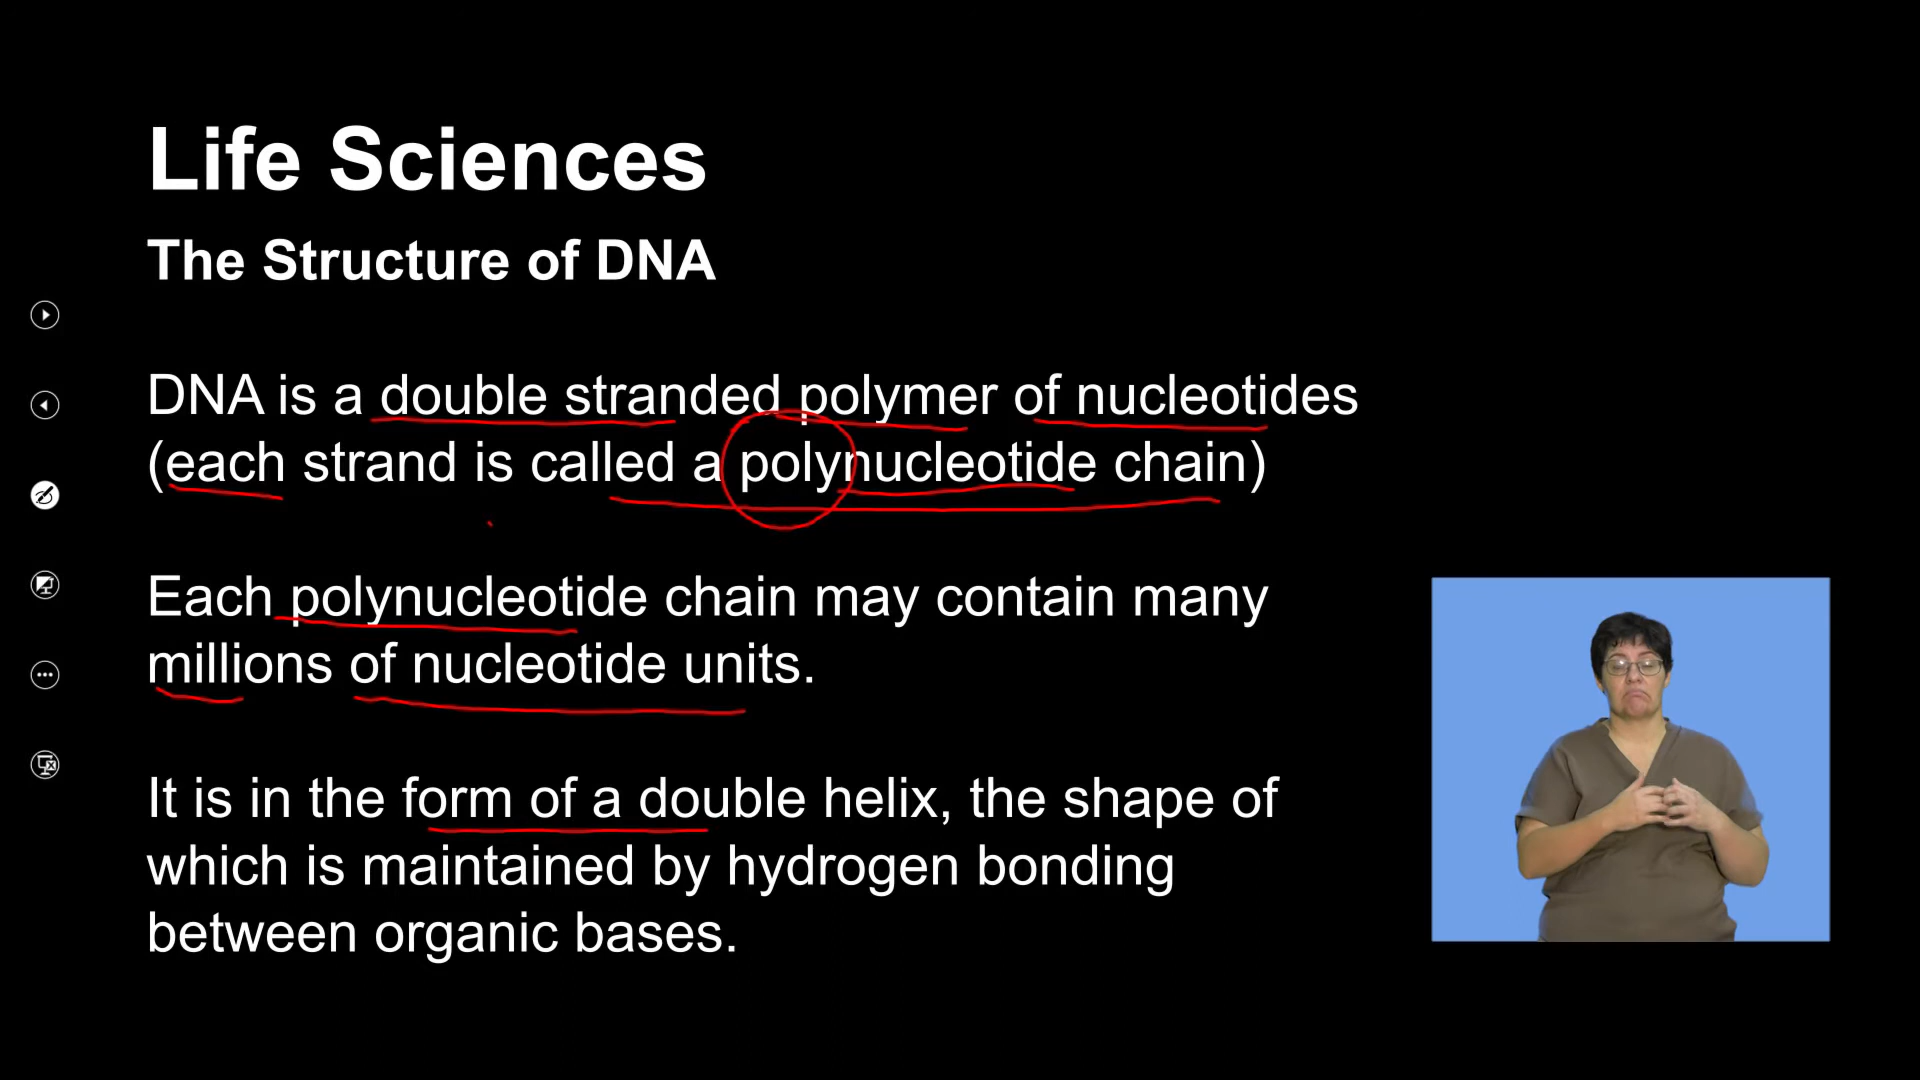 Life Sciences
The Structure of DNA
DNA is a double stranded polymer of nucleotides
(each strand is called a polynucleotide chain)
Each polynucleotide chain may contain many
millions of nucleotide units.
It is in the form of a double helix, the shape of
which is maintained by hydrogen bonding
between organic bases.